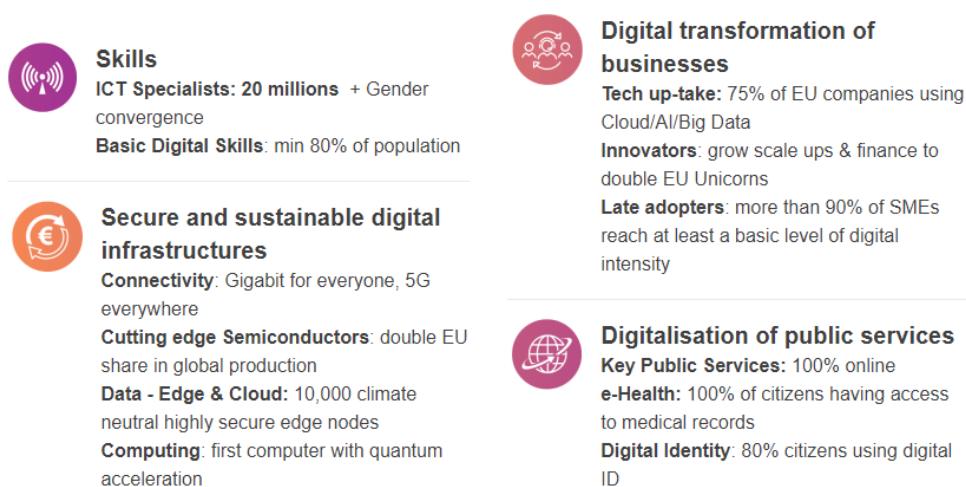 Skills
ICT Specialists: 20 millions + Gender
convergence
Basic Digital Skills: min 80% of population
Secure and sustainable digital
infrastructures
Connectivity: Gigabit for everyone, 5G
everywhere
Cutting edge Semiconductors: double EU
share in global production
Data - Edge & Cloud: 10,000 climate
neutral highly secure edge nodes
Computing: first computer with quantum
acceleration
Digital transformation of
businesses
Tech up-take: 75% of EU companies using
Cloud/AI/Big Data
Innovators: grow scale ups & finance to
double EU Unicorns
Late adopters: more than 90% of SMEs
reach at least a basic level of digital
intensity
Digitalisation of public services
Key Public Services: 100% online
e-Health: 100% of citizens having access
to medical records
Digital Identity: 80% citizens using digital
ID